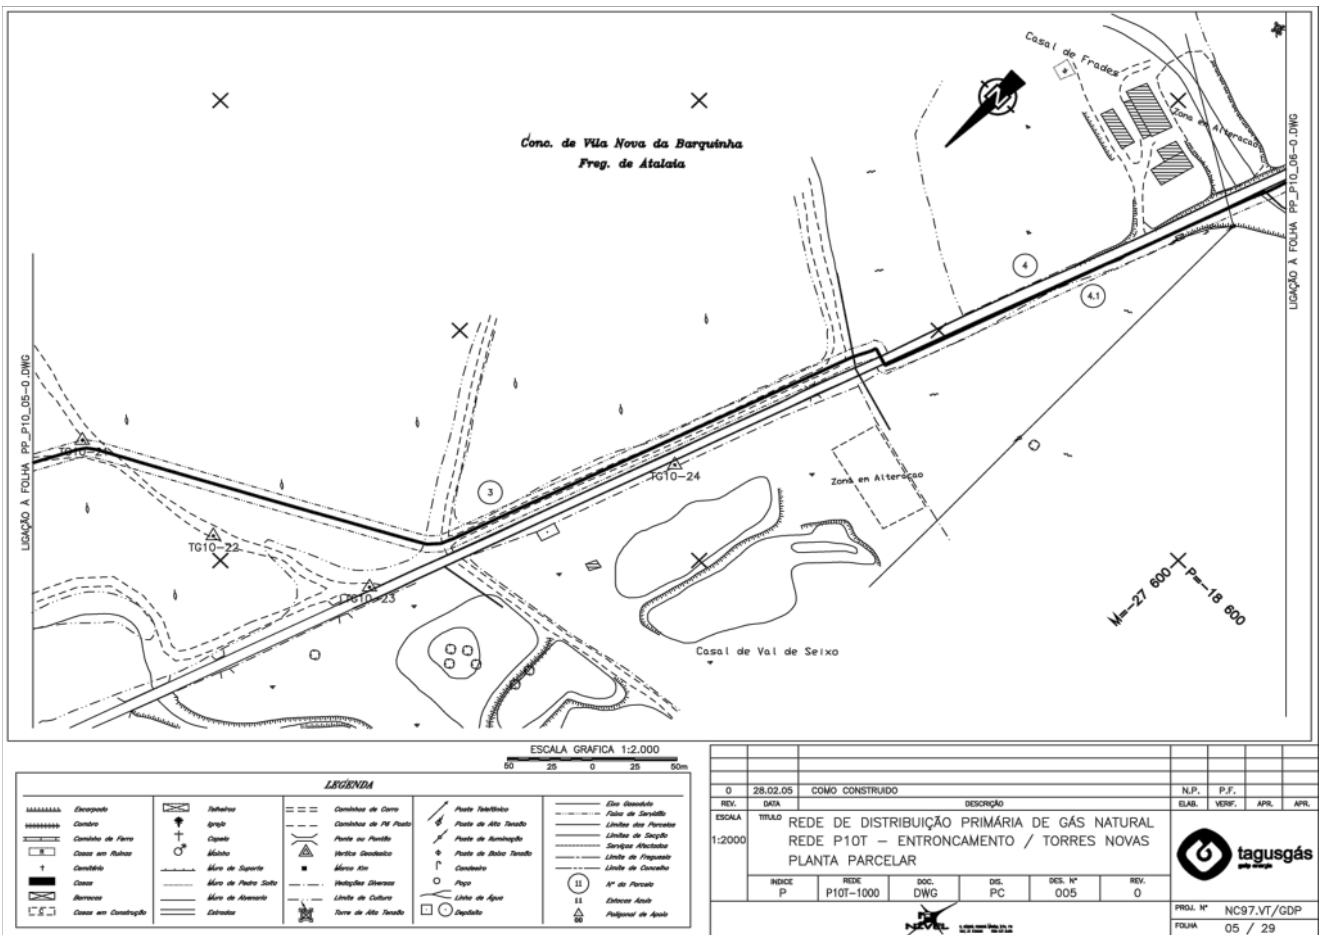 Casal de Frades
Zona em Alteracao
N
Conc. de Vila Nova da Barquinha
Freg. de Atalaia
LIGAÇÃO À FOLHA PP_P10_06-0.DWG
4
4.1
LIGAÇÃO À FOLHA PP_P10_05-0.DWG
TG10-21
3
TG10-24
Zona em Alteracao
TG10-22
TG10-23
M=-27 600
P=-18 600
Casal de Val de Seixo
ESCALA GRAFICA 1:2.000
50 25 0 25 50m
LEGENDA
Escarpado
Combro
Caminho de Ferro
Casas em Ruinas
Cemitério
Casas
Barracas
Casas em Construção
Telheiros
Igreja
Capela
Moinho
Muro de Suporte
Muro de Pedra Solta
Muro de Alvenaria
Estradas
Caminhos de Carro
Caminhos de Pé Posto
Ponte ou Pontão
Vertice Geodesico
Marco Km
Vedações Diversas
Limite de Cultura
Torre de Alta Tensão
Poste Telefónico
Poste de Alta Tensão
Poste de Iluminação
Poste de Baixa Tensão
Candeeiro
Poço
Linha de Água
Depósito
Eixo Gasoduto
Faixa de Servidão
Limites das Parcelas
Limites de Secção
Serviços Afectados
Limite de Freguesia
Limite de Concelho
11 Nº da Parcela
11 Estacas Azuis
00 Poligonal de Apoio
0 28.02.05 COMO CONSTRUIDO N.P. P.F.
REV. DATA DESCRIÇÃO ELAB. VERIF. APR. APR.
ESCALA
1:2000
TITULO REDE DE DISTRIBUIÇÃO PRIMÁRIA DE GÁS NATURAL
REDE P10T - ENTRONCAMENTO / TORRES NOVAS
PLANTA PARCELAR
INDICE REDE DOC. DIS. DES. Nº REV.
P P10T-1000 DWG PC 005 0
tagusgás
NIVEL
PROJ. Nº NC97.VT/GDP
FOLHA 05 / 29